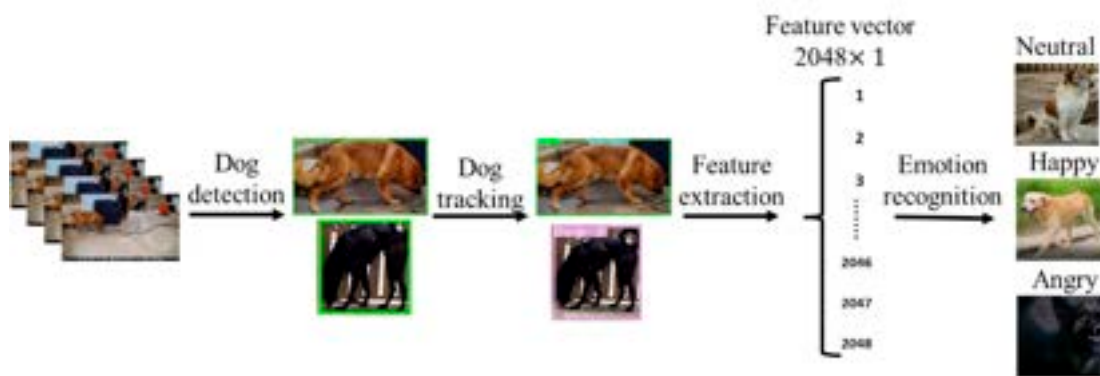 Dog
detection
Dog
tracking
Feature
extraction
Feature vector
2048× 1
1
2
3
2046
2047
2048
Emotion
recognition
Neutral
Happy
Angry